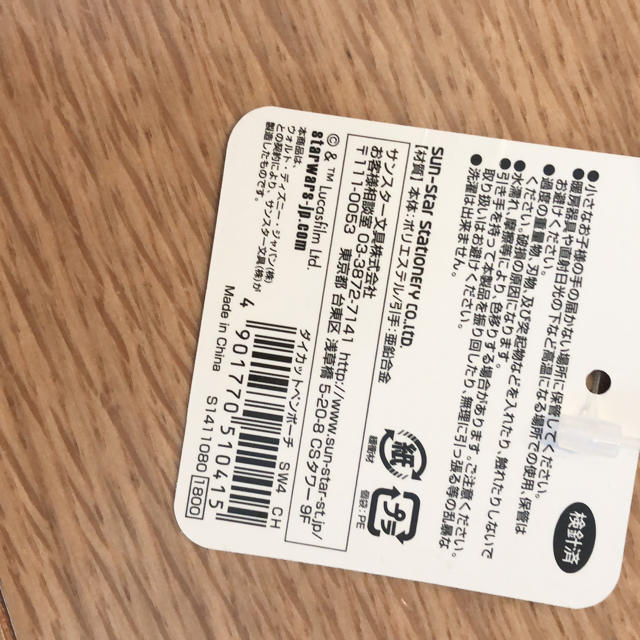 ●小さなお子様の手の届かない場所に保管してください。
●暖房器具や直射日光の下など高温になる場所での使用、保管は
お避けください。
●過度の重量物、刃物、及び突起物などを入れたり、触れたりしないで
ください。破損の原因になります。
●水濡れ、摩擦等により、色移りする場合があります。ご注意ください。
●引き手を持って本製品を振り回したり、無理に引っ張る等の乱暴な
取り扱いはお避けください。
●洗濯は出来ません。
検針済
sun-star stationery CO.,LTD.
【材質】本体:ポリエステル/引手:亜鉛合金
サンスター文具株式会社
お客様相談室 03-3872-7141 http://www.sun-star-st.jp/
〒111-0053 東京都 台東区 浅草橋 5-20-8 CSタワー9F
紙
緩衝材
プラ
個袋:PE
© & ™ Lucasfilm Ltd.
starwars-jp.com
本商品は、
ウォルト・ディズニー・ジャパン(株)
との契約により、サンスター文具(株)が
製造したものです。
ダイカットペンポーチ SW4 CH
4 901770 510415
Made in China
S1411080 1800